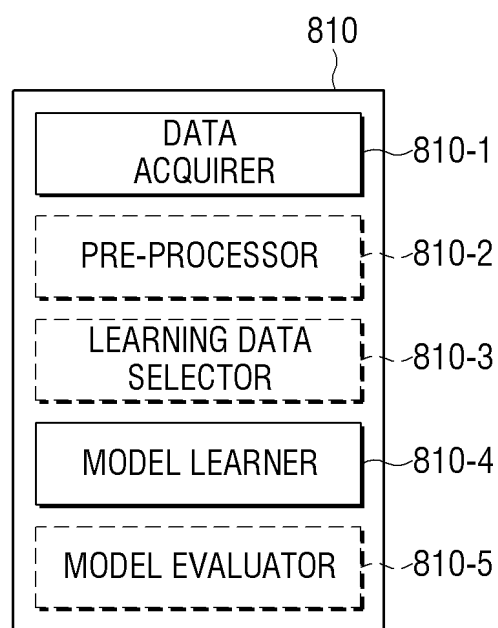 810
DATA
ACQUIRER
810-1
PRE-PROCESSOR
810-2
LEARNING DATA
SELECTOR
810-3
MODEL LEARNER
810-4
MODEL EVALUATOR
810-5